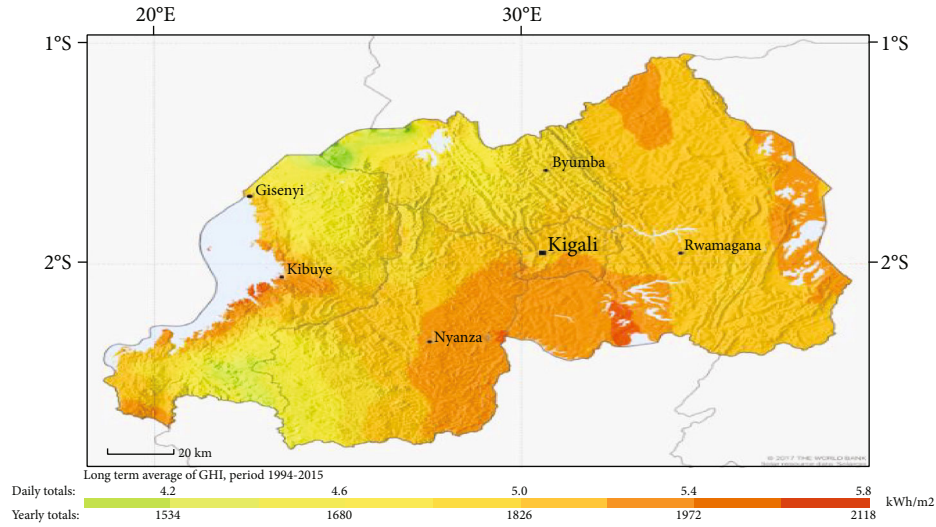 20°E 30°E
1°S 1°S
Byumba
Gisenyi
Kigali
Rwamagana
2°S 2°S
Kibuye
Nyanza
20 km
© 2017 THE WORLD BANK
Long term average of GHI, period 1994-2015
Daily totals: 4.2 4.6 5.0 5.4 5.8 kWh/m2
Yearly totals: 1534 1680 1826 1972 2118